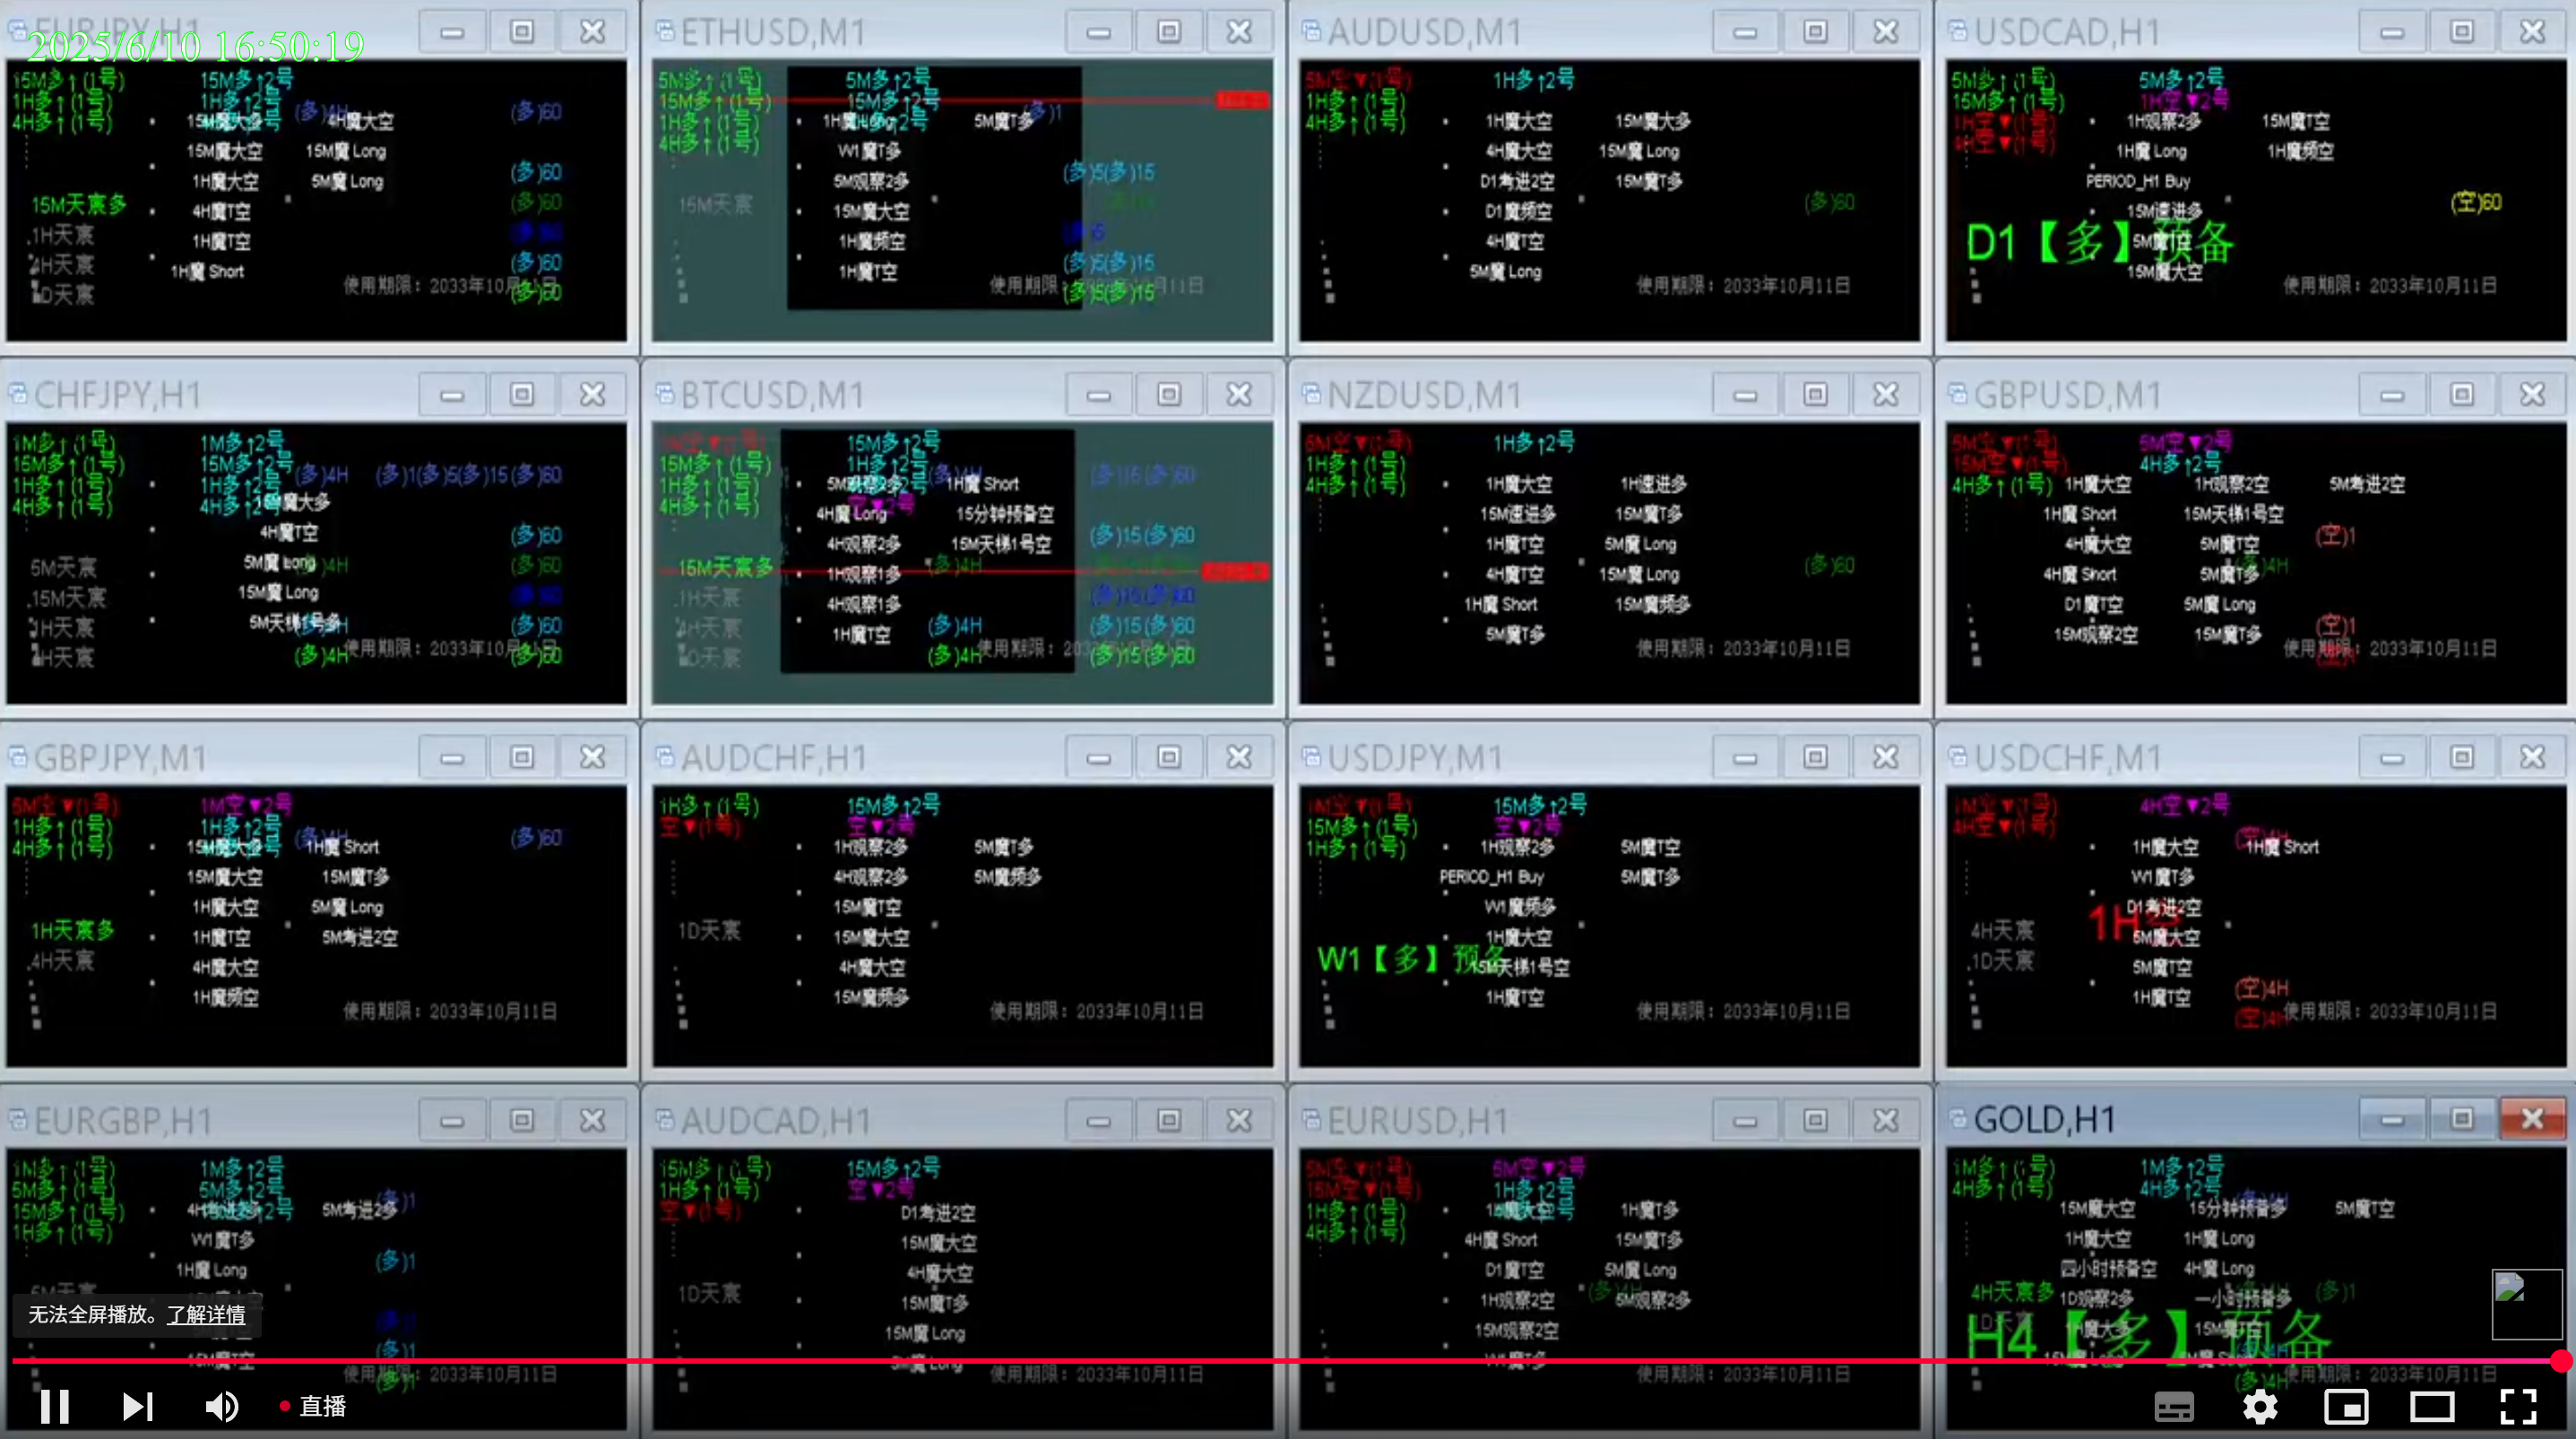 2025/6/10 16:50:19
EURJPY,H1
15M多↑(1号) 15M多↑2号
1H多↑(1号) 1H多↑2号
4H多↑(1号)
(多)4H (多)60
15M魔大多 4H魔大空
15M魔大空 15M魔 Long
(多)60
1H魔大空 5M魔 Long
15M天宸多 4H魔T空 (多)60
1H天宸 1H魔T空
4H天宸 1H魔 Short (多)60
D天宸 使用期限: 2033年10月 (多)60
ETHUSD,M1
5M多↑(1号) 5M多↑2号
15M多↑(1号) 15M多↑2号
1H多↑(1号)
4H多↑(1号)
5M魔T多
W1魔T多
(多)5(多)15
5M观察2多
15M天宸 15M魔大空
1H魔频空
1H魔T空 (多)5(多)15
使用期限: (多)5(多)15
AUDUSD,M1
5M空▼(1号) 1H多↑2号
1H多↑(1号)
4H多↑(1号) 1H魔大空 15M魔大多
4H魔大空 15M魔 Long
D1考进2空 15M魔T多
D1魔频空 (多)60
4H魔T空
5M魔 Long
使用期限: 2033年10月11日
USDCAD,H1
5M多↑(1号) 5M多↑2号
15M多↑(1号) 1H空▼2号
1H空▼(1号) 1H观察2多 15M魔T空
4H空▼(1号) 1H魔 Long 1H魔频空
PERIOD_H1 Buy
15M速进多 (空)60
D1【多】预备
5M魔T空
15M魔大空
使用期限: 2033年10月11日
CHFJPY,H1
1M多↑(1号) 1M多↑2号
15M多↑(1号) 15M多↑2号 (多)4H (多)1(多)5(多)15(多)60
1H多↑(1号) 1H多↑2号
4H多↑(1号) 4H多↑2号
魔大多
4H魔T空 (多)60
5M天宸 5M魔 Long (多)60
15M天宸 15M魔 Long
1H天宸 5M天梯1号多 (多)60
4H天宸 (多)4H 使用期限: 2033年10月 (多)60
BTCUSD,M1
15M多↑2号
15M多↑(1号) 1H多↑2号 (多)4H (多)15(多)60
1H多↑(1号) 5M观察2多 1H魔 Short
4H多↑(1号) 空▼2号
4H魔 Long 15分钟预备空
(多)15(多)60
4H观察2多 15M天梯1号空
15M天宸多 1H观察1多 (多)4H
1H天宸 4H观察1多 (多)15(多)60
4H天宸 1H魔T空 (多)4H (多)15(多)60
D天宸 (多)4H 使用期限: (多)15(多)60
NZDUSD,M1
5M空▼(1号) 1H多↑2号
1H多↑(1号)
4H多↑(1号) 1H魔大空 1H速进多
15M速进多 15M魔T多
1H魔T空 5M魔 Long
4H魔T空 15M魔 Long (多)60
1H魔 Short 15M魔频多
5M魔T多
使用期限: 2033年10月11日
GBPUSD,M1
5M空▼(1号) 5M空▼2号
15M空▼(1号) 4H多↑2号
4H多↑(1号) 1H魔大空 1H观察2空 5M考进2空
1H魔 Short 15M天梯1号空
(空)1
4H魔大空 5M魔T空
4H魔 Short 5M魔T多
D1魔T空 5M魔 Long
15M观察2空 15M魔T多 (空)1
使用期限: 2033年10月11日
GBPJPY,M1
5M空▼(1号) 1M空▼2号
1H多↑(1号) 1H多↑2号
4H多↑(1号) (多)4H (多)60
15M魔大多 1H魔 Short
15M魔大空 15M魔T多
1H魔大空 5M魔 Long
1H天宸多 1H魔T空 5M考进2空
4H天宸 4H魔大空
1H魔频空
使用期限: 2033年10月11日
AUDCHF,H1
1H多↑(1号) 15M多↑2号
空▼(1号) 空▼2号
1H观察2多 5M魔T多
4H观察2多 5M魔频多
15M魔T空
1D天宸 15M魔大空
4H魔大空
15M魔频多
使用期限: 2033年10月11日
USDJPY,M1
1M空▼(1号) 15M多↑2号
15M多↑(1号) 空▼2号
1H多↑(1号) 1H观察2多 5M魔T空
PERIOD_H1 Buy 5M魔T多
W1魔频多
1H魔大空
W1【多】预备
15M天梯1号空
1H魔T空
使用期限: 2033年10月11日
USDCHF,M1
1M空▼(1号) 4H空▼2号
4H空▼(1号)
1H魔大空 (空)4H 1H魔 Short
W1魔T多
D1考进2空
1H空
4H天宸 5M魔大空
1D天宸 5M魔T空
1H魔T空 (空)4H
(空)4H 使用期限: 2033年10月11日
EURGBP,H1
1M多↑(1号) 1M多↑2号
5M多↑(1号) 5M多↑2号
15M多↑(1号) (多)1
1H多↑(1号) 4H考进2多 5M考进2多
W1魔T多
(多)1
1H魔 Long
5M天宸
15M魔T空 (多)1
(多)1 使用期限: 2033年10月11日
AUDCAD,H1
15M多↑(1号) 15M多↑2号
1H多↑(1号) 空▼2号
空▼(1号) D1考进2空
15M魔大空
4H魔大空
1D天宸 15M魔T多
15M魔 Long
5M魔 Long
使用期限: 2033年10月11日
EURUSD,H1
5M空▼(1号) 5M空▼2号
15M空▼(1号) 1H多↑2号
1H多↑(1号) 1H魔T多
4H多↑(1号) 4H魔 Short 15M魔T多
D1魔T空 5M魔 Long
1H观察2空 5M观察2多
15M观察2空
W1魔T多
使用期限: 2033年10月11日
GOLD,H1
1M多↑(1号) 1M多↑2号
4H多↑(1号) 4H多↑2号
15M魔大空 15分钟预备多 5M魔T空
1H魔大空 1H魔 Long
四小时预备空 4H魔 Long
4H天宸多 1D观察2多 一小时预备多 (多)1
1D天宸
H4【多】预备
1H魔大多 15M魔T空
(多)4H 使用期限: 2033年10月11日
无法全屏播放。了解详情
直播